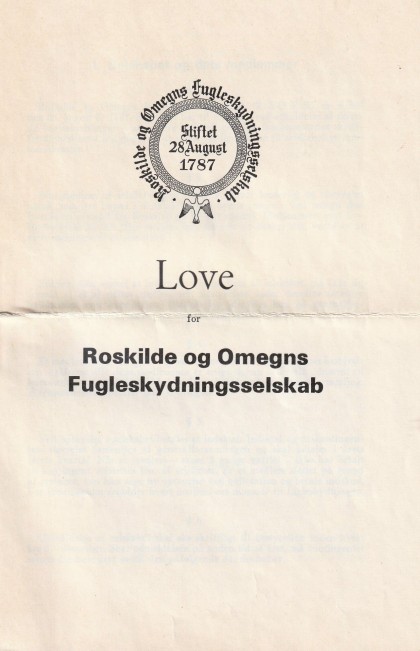 Roskilde og Omegns Fugleskydningsselskab.
Stiftet
28 August
1787
Love
for
Roskilde og Omegns
Fugleskydningsselskab